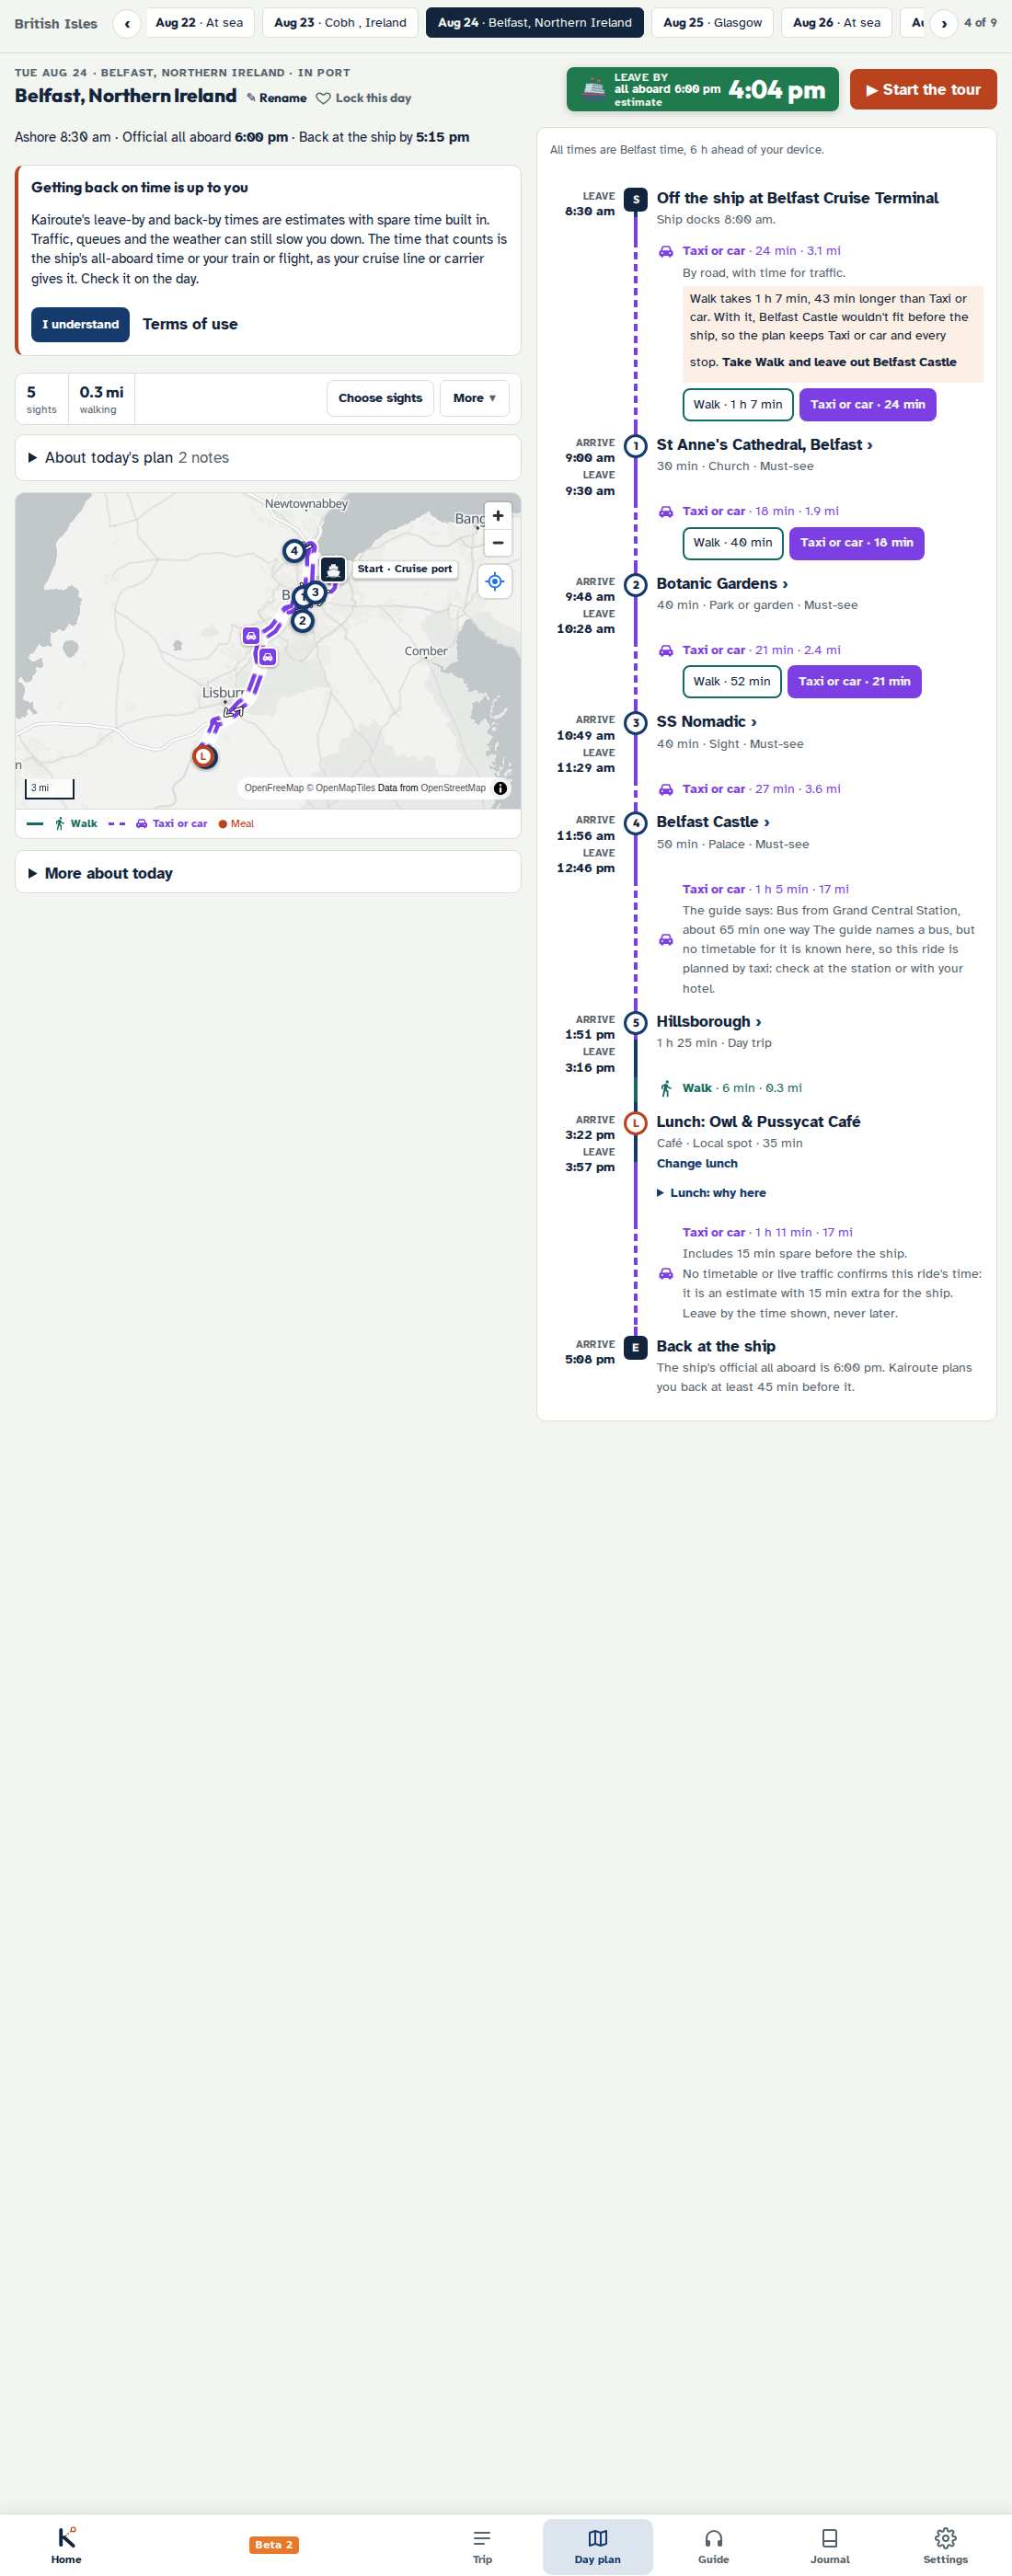 British Isles
‹
Aug 22 · At sea
Aug 23 · Cobh , Ireland
Aug 24 · Belfast, Northern Ireland
Aug 25 · Glasgow
Aug 26 · At sea
›
4 of 9
TUE AUG 24 · BELFAST, NORTHERN IRELAND · IN PORT
Belfast, Northern Ireland
✎ Rename
Lock this day
LEAVE BY
all aboard 6:00 pm
estimate
4:04 pm
▶ Start the tour
Ashore 8:30 am · Official all aboard 6:00 pm · Back at the ship by 5:15 pm
Getting back on time is up to you
Kairoute's leave-by and back-by times are estimates with spare time built in.
Traffic, queues and the weather can still slow you down. The time that counts is
the ship's all-aboard time or your train or flight, as your cruise line or carrier
gives it. Check it on the day.
I understand
Terms of use
5
sights
0.3 mi
walking
Choose sights
More ▼
▶ About today's plan 2 notes
Newtownabbey
Bang
4
Start · Cruise port
B
3
2
Comber
Lisburn
L
n
+
−
3 mi
OpenFreeMap © OpenMapTiles Data from OpenStreetMap
Walk
Taxi or car
Meal
▶ More about today
All times are Belfast time, 6 h ahead of your device.
LEAVE
8:30 am
S
Off the ship at Belfast Cruise Terminal
Ship docks 8:00 am.
Taxi or car · 24 min · 3.1 mi
By road, with time for traffic.
Walk takes 1 h 7 min, 43 min longer than Taxi or
car. With it, Belfast Castle wouldn't fit before the
ship, so the plan keeps Taxi or car and every
stop. Take Walk and leave out Belfast Castle
Walk · 1 h 7 min
Taxi or car · 24 min
ARRIVE
9:00 am
LEAVE
9:30 am
1
St Anne's Cathedral, Belfast ›
30 min · Church · Must-see
Taxi or car · 18 min · 1.9 mi
Walk · 40 min
Taxi or car · 18 min
ARRIVE
9:48 am
LEAVE
10:28 am
2
Botanic Gardens ›
40 min · Park or garden · Must-see
Taxi or car · 21 min · 2.4 mi
Walk · 52 min
Taxi or car · 21 min
ARRIVE
10:49 am
LEAVE
11:29 am
3
SS Nomadic ›
40 min · Sight · Must-see
Taxi or car · 27 min · 3.6 mi
ARRIVE
11:56 am
LEAVE
12:46 pm
4
Belfast Castle ›
50 min · Palace · Must-see
Taxi or car · 1 h 5 min · 17 mi
The guide says: Bus from Grand Central Station,
about 65 min one way The guide names a bus, but
no timetable for it is known here, so this ride is
planned by taxi: check at the station or with your
hotel.
ARRIVE
1:51 pm
LEAVE
3:16 pm
5
Hillsborough ›
1 h 25 min · Day trip
Walk · 6 min · 0.3 mi
ARRIVE
3:22 pm
LEAVE
3:57 pm
L
Lunch: Owl & Pussycat Café
Café · Local spot · 35 min
Change lunch
▶ Lunch: why here
Taxi or car · 1 h 11 min · 17 mi
Includes 15 min spare before the ship.
No timetable or live traffic confirms this ride's time:
it is an estimate with 15 min extra for the ship.
Leave by the time shown, never later.
ARRIVE
5:08 pm
E
Back at the ship
The ship's official all aboard is 6:00 pm. Kairoute plans
you back at least 45 min before it.
Home
Beta 2
Trip
Day plan
Guide
Journal
Settings